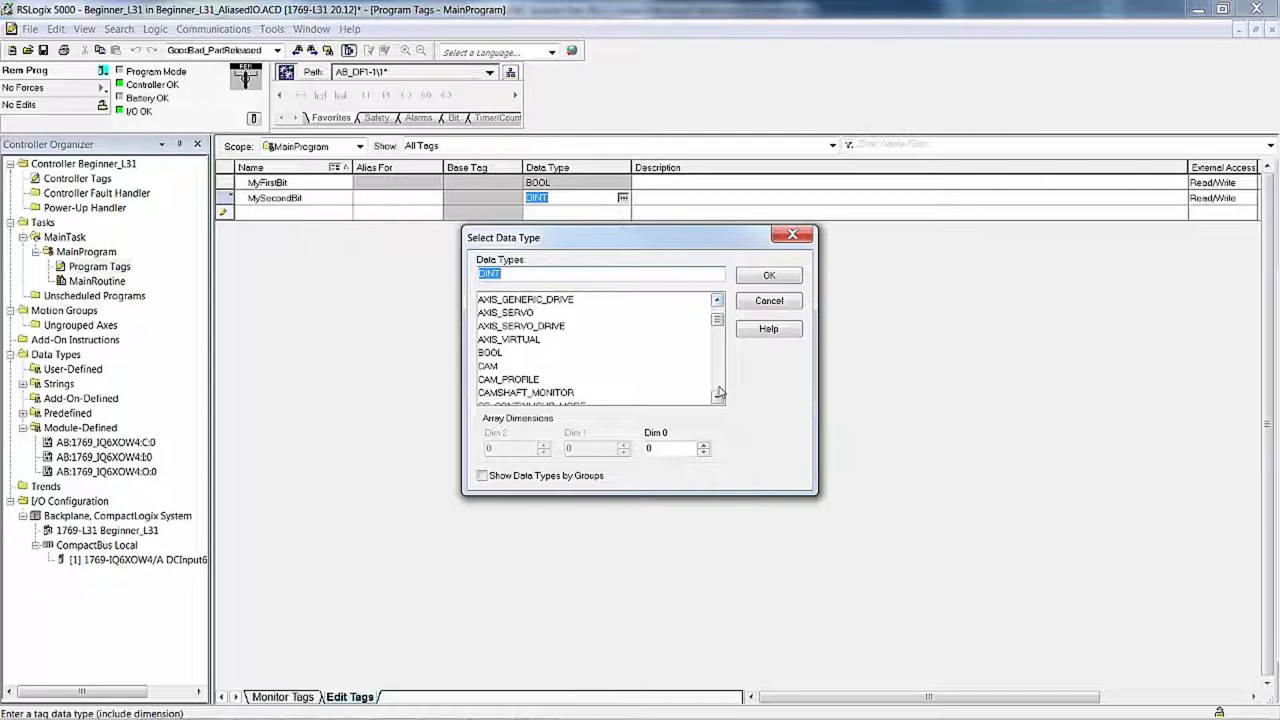 RSLogix 5000 - Beginner_L31 in Beginner_L31_AliasedIO.ACD [1769-L31 20.12]* - [Program Tags - MainProgram]
File Edit View Search Logic Communications Tools Window Help
GoodBad_PartReleased
Select a Language...
Rem Prog
Program Mode
No Forces
Controller OK
Battery OK
No Edits
I/O OK
REM
Path: AB_DF1-1\1*
Favorites Safety Alarms Bit Timer/Count
Controller Organizer
Controller Beginner_L31
Controller Tags
Controller Fault Handler
Power-Up Handler
Tasks
MainTask
MainProgram
Program Tags
MainRoutine
Unscheduled Programs
Motion Groups
Ungrouped Axes
Add-On Instructions
Data Types
User-Defined
Strings
Add-On-Defined
Predefined
Module-Defined
AB:1769_IQ6XOW4:C:0
AB:1769_IQ6XOW4:I:0
AB:1769_IQ6XOW4:O:0
Trends
I/O Configuration
Backplane, CompactLogix System
1769-L31 Beginner_L31
CompactBus Local
[1] 1769-IQ6XOW4/A DCInput6
Scope: MainProgram Show: All Tags
Name Alias For Base Tag Data Type Description External Access
MyFirstBit BOOL Read/Write
MySecondBit DINT Read/Write
Select Data Type
Data Types:
DINT
OK
Cancel
Help
AXIS_GENERIC_DRIVE
AXIS_SERVO
AXIS_SERVO_DRIVE
AXIS_VIRTUAL
BOOL
CAM
CAM_PROFILE
CAMSHAFT_MONITOR
Array Dimensions
Dim 2 Dim 1 Dim 0
0 0 0
Show Data Types by Groups
Monitor Tags Edit Tags
Enter a tag data type (include dimension)